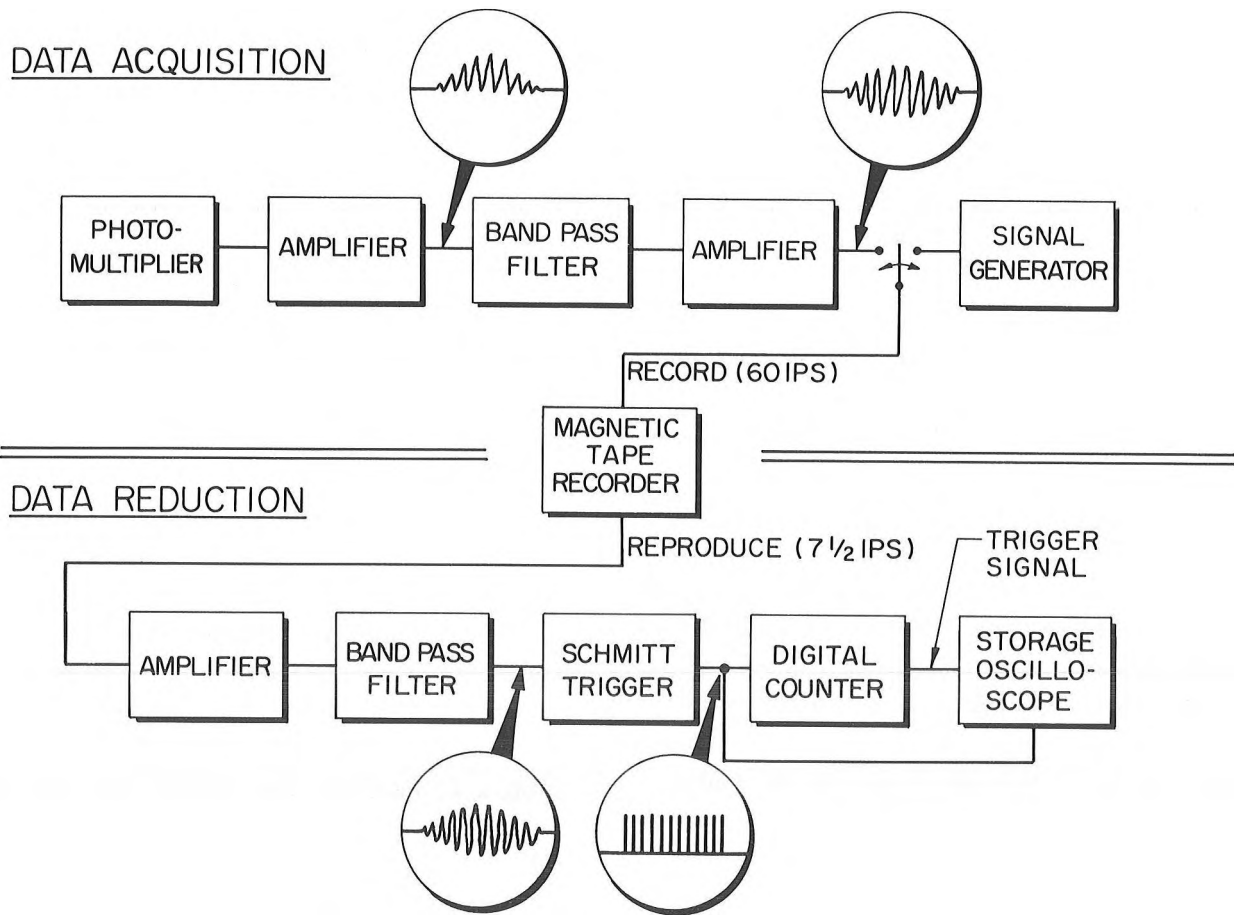 DATA ACQUISITION
PHOTO-
MULTIPLIER
AMPLIFIER
BAND PASS
FILTER
AMPLIFIER
SIGNAL
GENERATOR
RECORD (60 IPS)
MAGNETIC
TAPE
RECORDER
DATA REDUCTION
REPRODUCE (7 1/2 IPS)
TRIGGER
SIGNAL
AMPLIFIER
BAND PASS
FILTER
SCHMITT
TRIGGER
DIGITAL
COUNTER
STORAGE
OSCILLO-
SCOPE